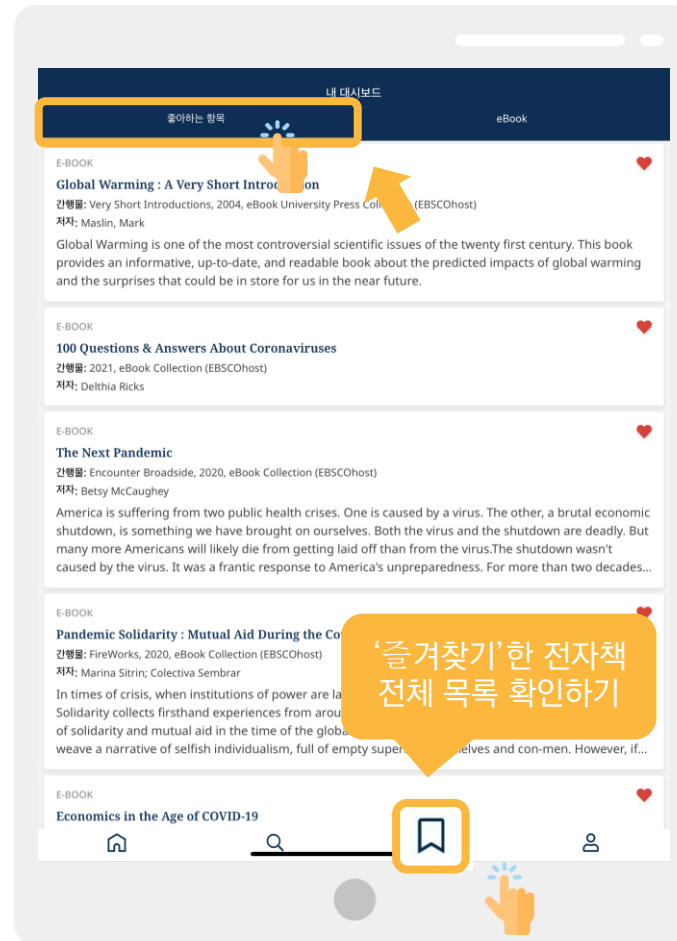 내 대시보드
좋아하는 항목
eBook
E-BOOK
Global Warming : A Very Short
간행물: Very Short Introductions, 2004, eBook University Press (EBSCOhost)
저자: Maslin, Mark
Global Warming is one of the most controversial scientific issues of the twenty first century. This book
provides an informative, up-to-date, and readable book about the predicted impacts of global warming
and the surprises that could be in store for us in the near future.
E-BOOK
100 Questions & Answers About Coronaviruses
간행물: 2021, eBook Collection (EBSCOhost)
저자: Delthia Ricks
E-BOOK
The Next Pandemic
간행물: Encounter Broadside, 2020, eBook Collection (EBSCOhost)
저자: Betsy McCaughey
America is suffering from two public health crises. One is caused by a virus. The other, a brutal economic
shutdown, is something we have brought on ourselves. Both the virus and the shutdown are deadly. But
many more Americans will likely die from getting laid off than from the virus.The shutdown wasn't
caused by the virus. It was a frantic response to America's unpreparedness. For more than two decades...
E-BOOK
Pandemic Solidarity : Mutual Aid During the
간행물: FireWorks, 2020, eBook Collection (EBSCOhost)
저자: Marina Sitrin; Colectiva Sembrar
In times of crisis, when institutions of power are
Solidarity collects firsthand experiences from
of solidarity and mutual aid in the time of the
weave a narrative of selfish individualism, full of empty and con-men. However, if...
'즐겨찾기'한 전자책
전체 목록 확인하기
E-BOOK
Economics in the Age of COVID-19